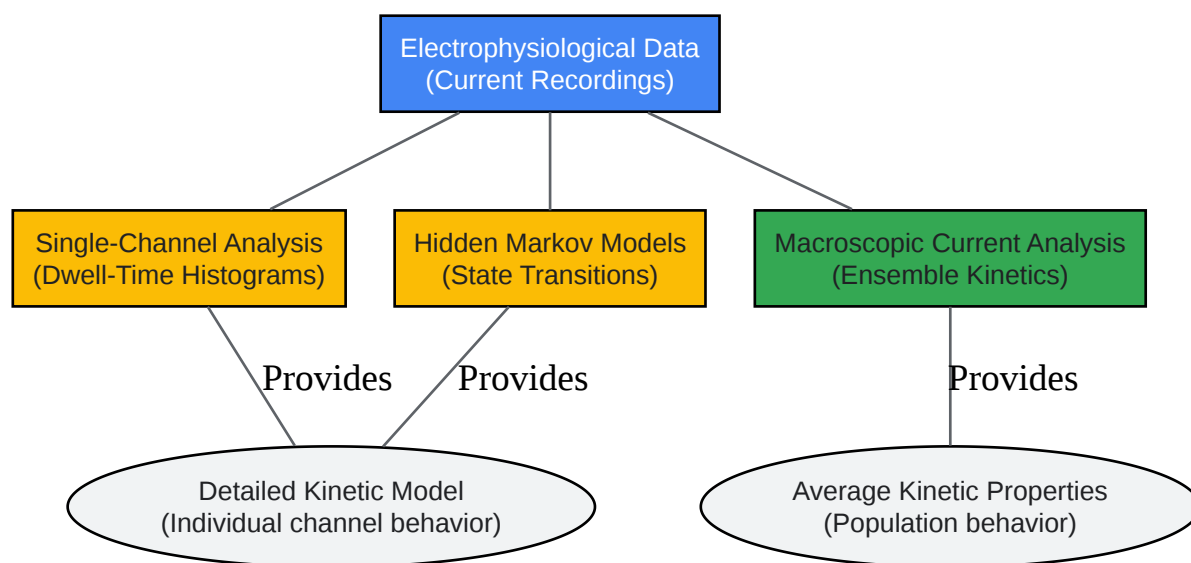 Electrophysiological Data
(Current Recordings)
Single-Channel Analysis
(Dwell-Time Histograms)
Hidden Markov Models
(State Transitions)
Macroscopic Current Analysis
(Ensemble Kinetics)
Provides
Provides
Provides
Detailed Kinetic Model
(Individual channel behavior)
Average Kinetic Properties
(Population behavior)